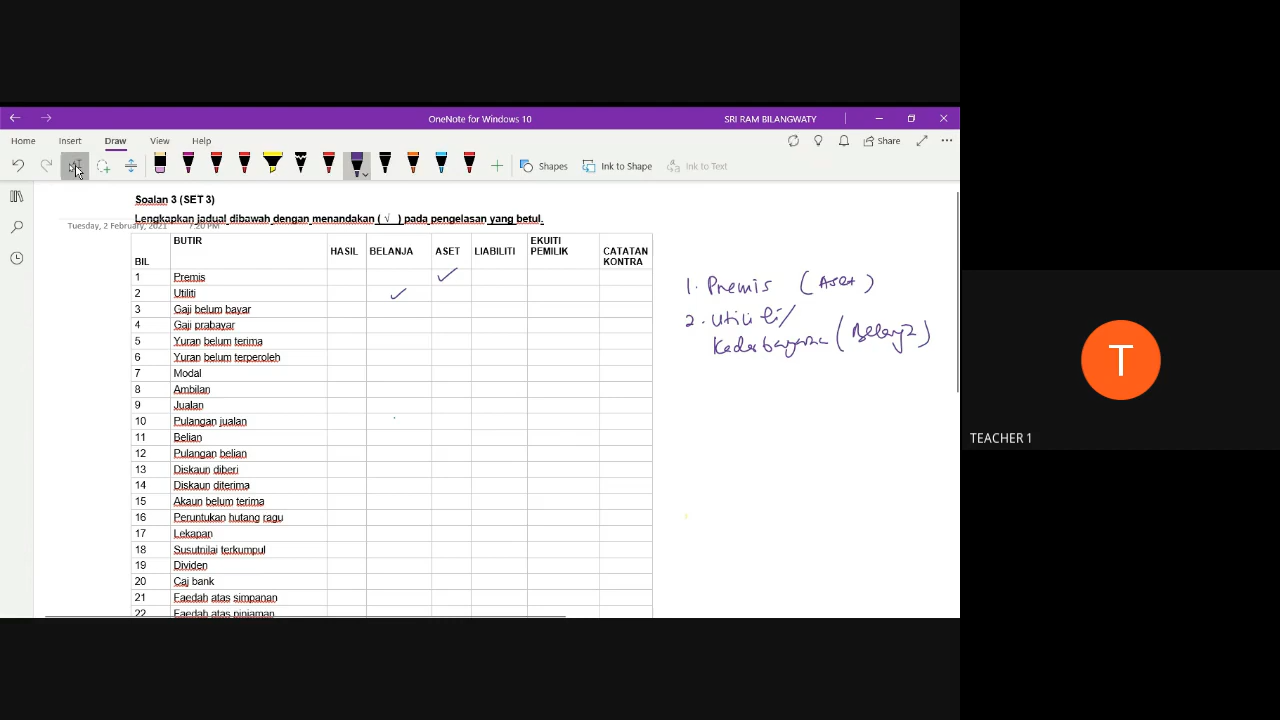 OneNote for Windows 10
SRI RAM BILANGWATY
Home Insert Draw View Help
Share
Shapes Ink to Shape Ink to Text
Soalan 3 (SET 3)
Lengkapkan jadual dibawah dengan menandakan ( √ ) pada pengelasan yang betul.
Tuesday, 2 February, 2021 7:20 PM
BIL BUTIR HASIL BELANJA ASET LIABILITI EKUITI PEMILIK CATATAN KONTRA
1 Premis ✓
2 Utiliti ✓
3 Gaji belum bayar
4 Gaji prabayar
5 Yuran belum terima
6 Yuran belum terperoleh
7 Modal
8 Ambilan
9 Jualan
10 Pulangan jualan
11 Belian
12 Pulangan belian
13 Diskaun diberi
14 Diskaun diterima
15 Akaun belum terima
16 Peruntukan hutang ragu
17 Lekapan
18 Susutnilai terkumpul
19 Dividen
20 Caj bank
21 Faedah atas simpanan
22 Faedah atas pinjaman
1. Premis (Aset)
2. Utiliti/
T
TEACHER 1